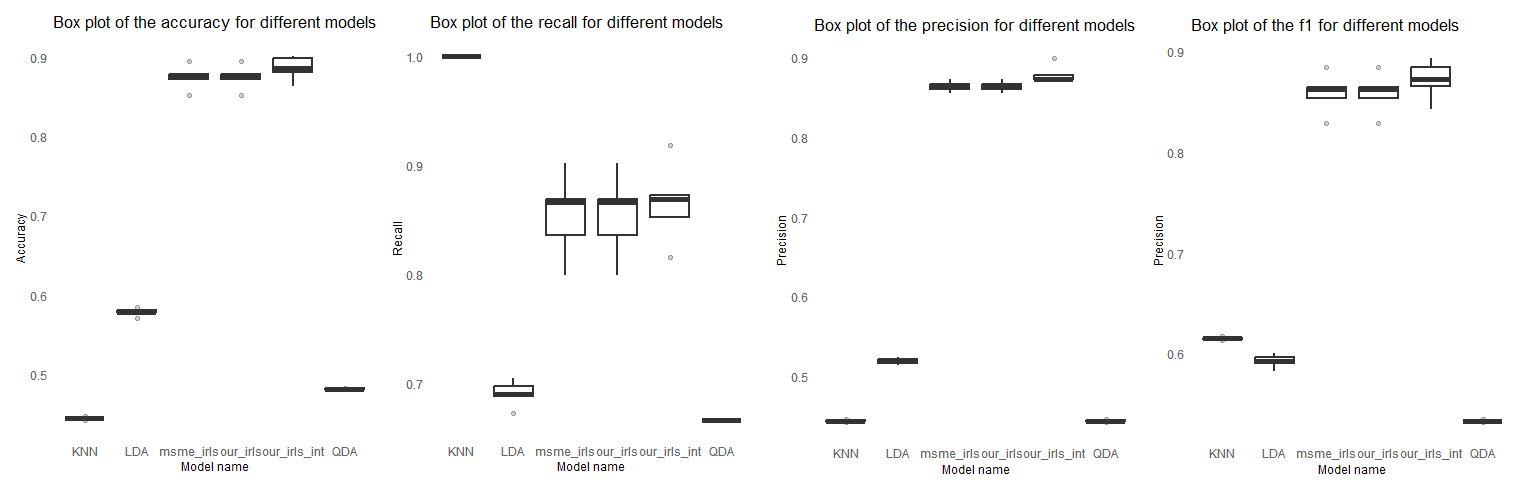 Box plot of the accuracy for different models
0.9
0.8
0.7
0.6
0.5
Accuracy
KNN LDA msme_irls our_irls our_irls_int QDA
Model name
Box plot of the recall for different models
1.0
0.9
0.8
0.7
Recall
KNN LDA msme_irls our_irls our_irls_int QDA
Model name
Box plot of the precision for different models
0.9
0.8
0.7
0.6
0.5
Precision
KNN LDA msme_irls our_irls our_irls_int QDA
Model name
Box plot of the f1 for different models
0.9
0.8
0.7
0.6
Precision
KNN LDA msme_irls our_irls our_irls_int QDA
Model name